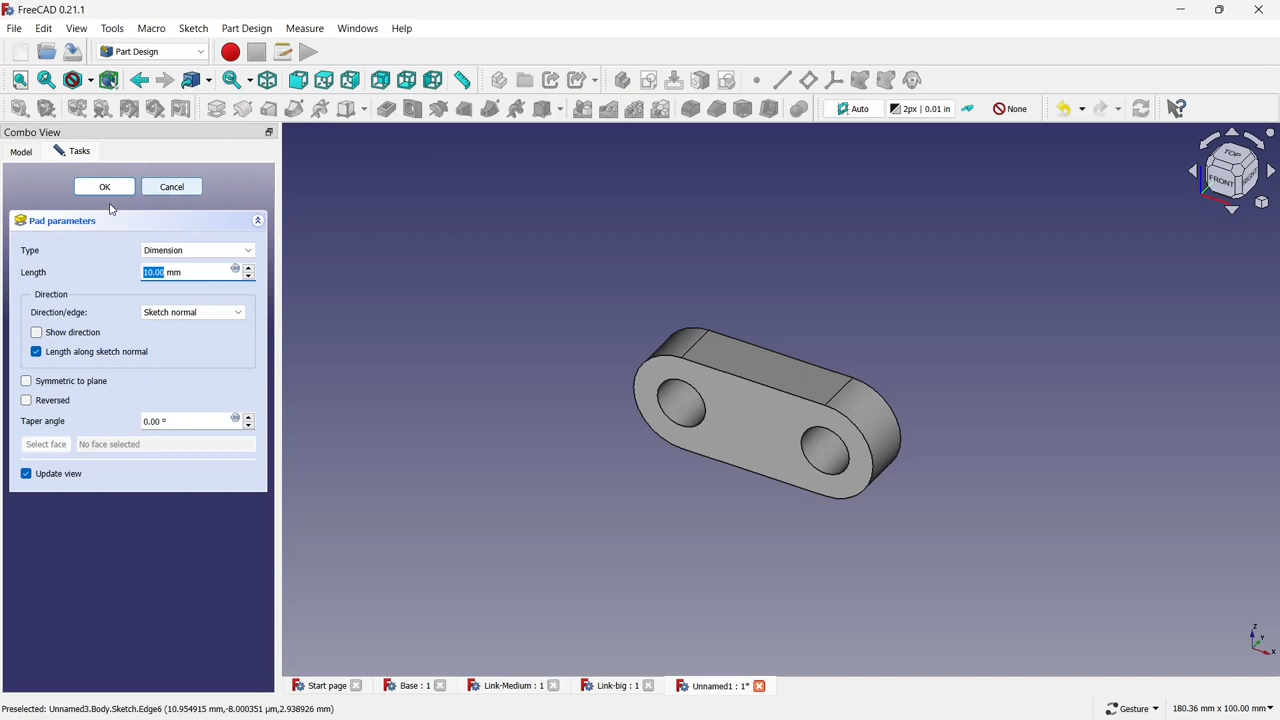 FreeCAD 0.21.1
File Edit View Tools Macro Sketch Part Design Measure Windows Help
Part Design
Auto 2px | 0.01 in None
Combo View
Model Tasks
OK Cancel
Pad parameters
Type Dimension
Length 10.00 mm
Direction
Direction/edge: Sketch normal
Show direction
Length along sketch normal
Symmetric to plane
Reversed
Taper angle 0.00 °
Select face No face selected
Update view
TOP
FRONT RIGHT
Z
Y
X
Start page Base : 1 Link-Medium : 1 Link-big : 1 Unnamed1 : 1*
Preselected: Unnamed3.Body.Sketch.Edge6 (10.954915 mm,-8.000351 µm,2.938926 mm) Gesture 180.36 mm x 100.00 mm